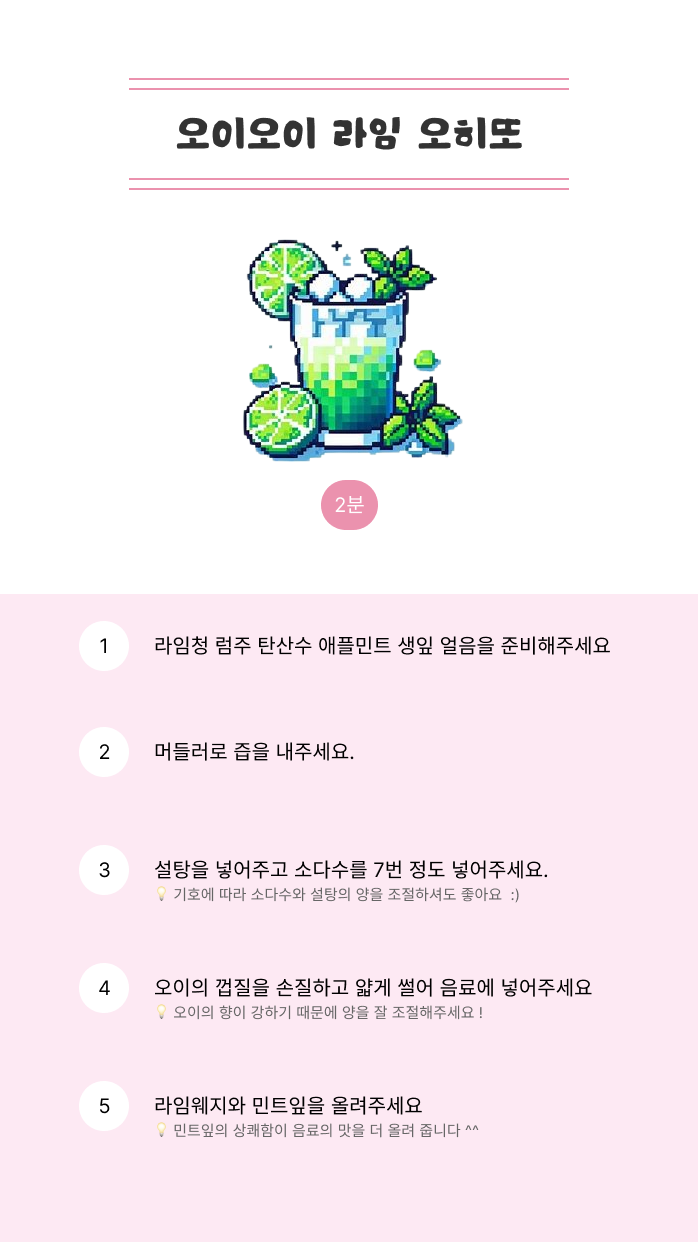 오이오이 라임 오히또
2분
1
라임청 럼주 탄산수 애플민트 생잎 얼음을 준비해주세요
2
머들러로 즙을 내주세요.
3
설탕을 넣어주고 소다수를 7번 정도 넣어주세요.
💡 기호에 따라 소다수와 설탕의 양을 조절하셔도 좋아요 :)
4
오이의 껍질을 손질하고 얇게 썰어 음료에 넣어주세요
💡 오이의 향이 강하기 때문에 양을 잘 조절해주세요 !
5
라임웨지와 민트잎을 올려주세요
💡 민트잎의 상쾌함이 음료의 맛을 더 올려 줍니다 ^^